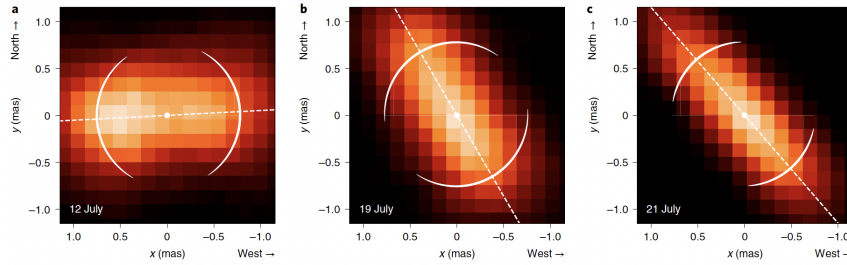 a
b
c
North →
1.0
0.5
0
−0.5
−1.0
y (mas)
12 July
1.0
0.5
0
−0.5
−1.0
x (mas)
West →
North →
1.0
0.5
0
−0.5
−1.0
y (mas)
19 July
1.0
0.5
0
−0.5
−1.0
x (mas)
West →
North →
1.0
0.5
0
−0.5
−1.0
y (mas)
21 July
1.0
0.5
0
−0.5
−1.0
x (mas)
West →